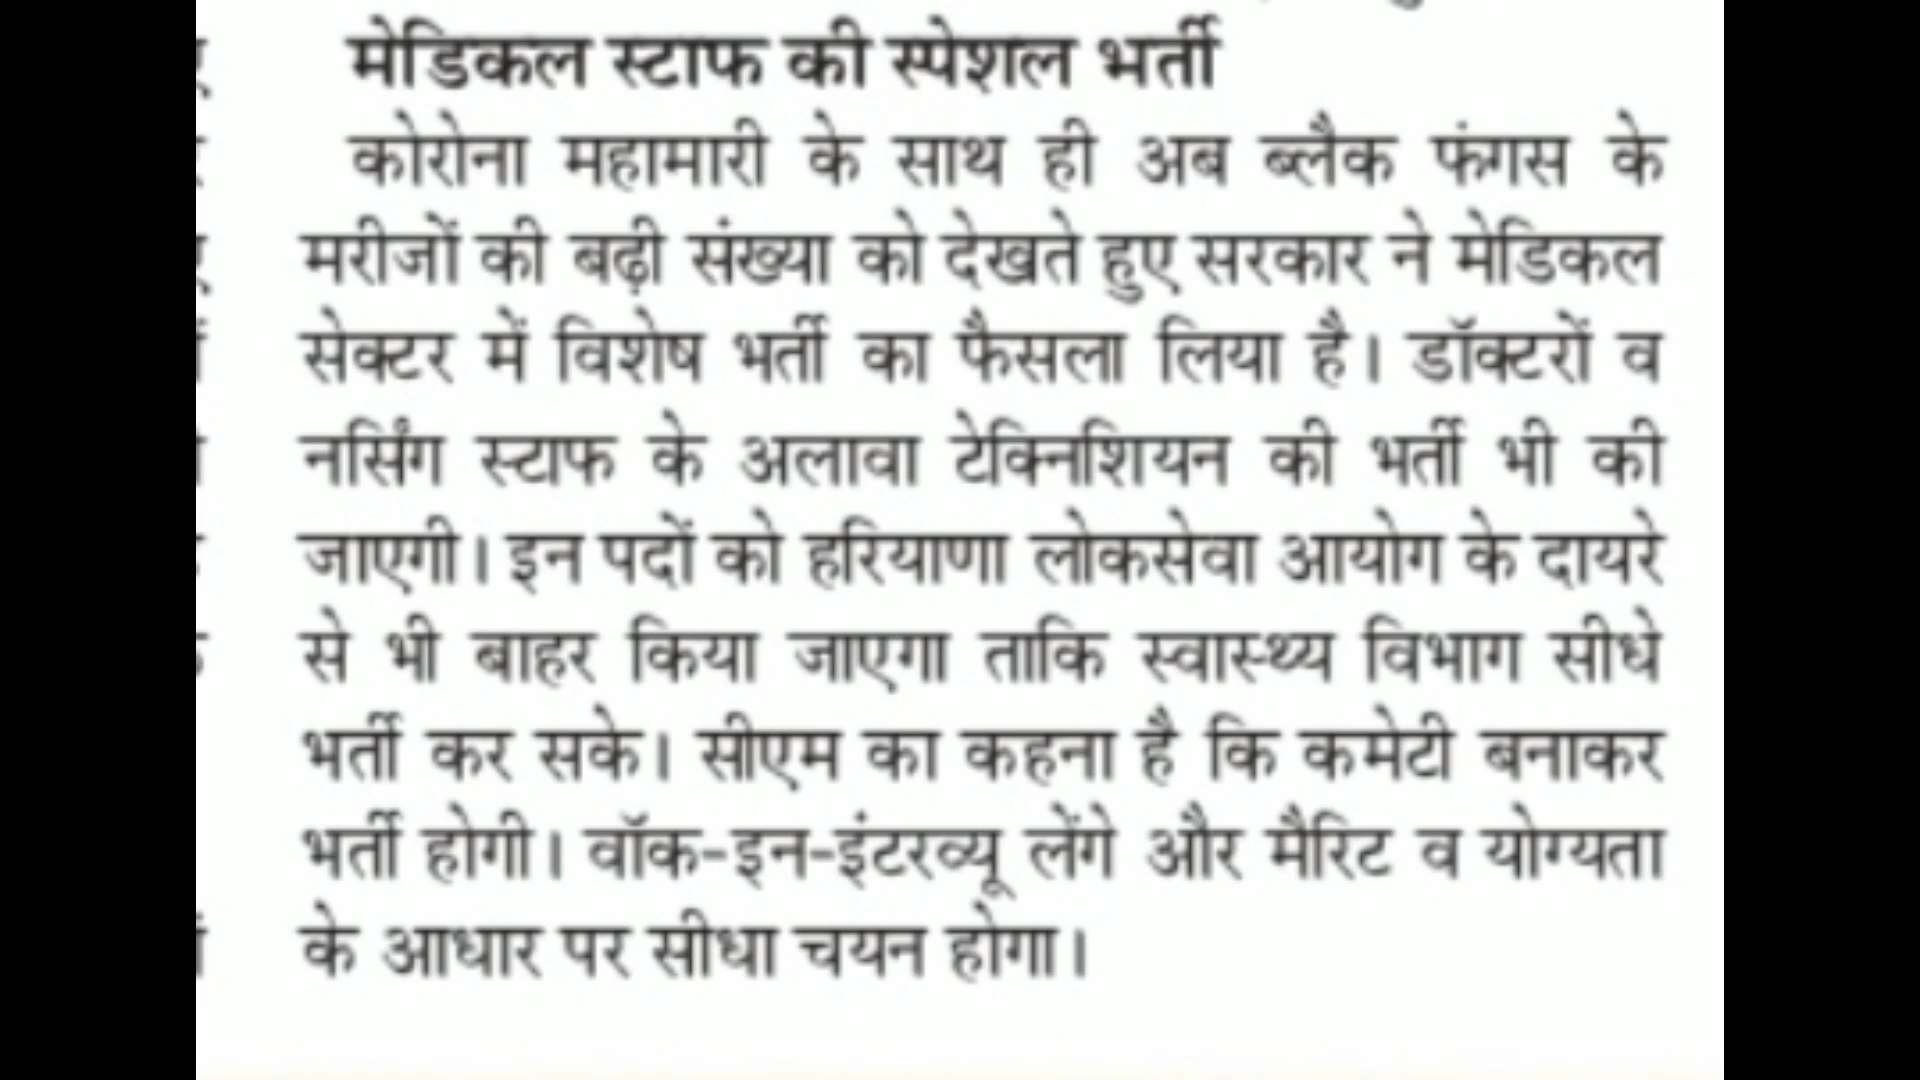 मेडिकल स्टाफ की स्पेशल भर्ती
कोरोना महामारी के साथ ही अब ब्लैक फंगस के
मरीजों की बढ़ी संख्या को देखते हुए सरकार ने मेडिकल
सेक्टर में विशेष भर्ती का फैसला लिया है। डॉक्टरों व
नर्सिंग स्टाफ के अलावा टेक्निशियन की भर्ती भी की
जाएगी। इन पदों को हरियाणा लोकसेवा आयोग के दायरे
से भी बाहर किया जाएगा ताकि स्वास्थ्य विभाग सीधे
भर्ती कर सके। सीएम का कहना है कि कमेटी बनाकर
भर्ती होगी। वॉक-इन-इंटरव्यू लेंगे और मैरिट व योग्यता
के आधार पर सीधा चयन होगा।